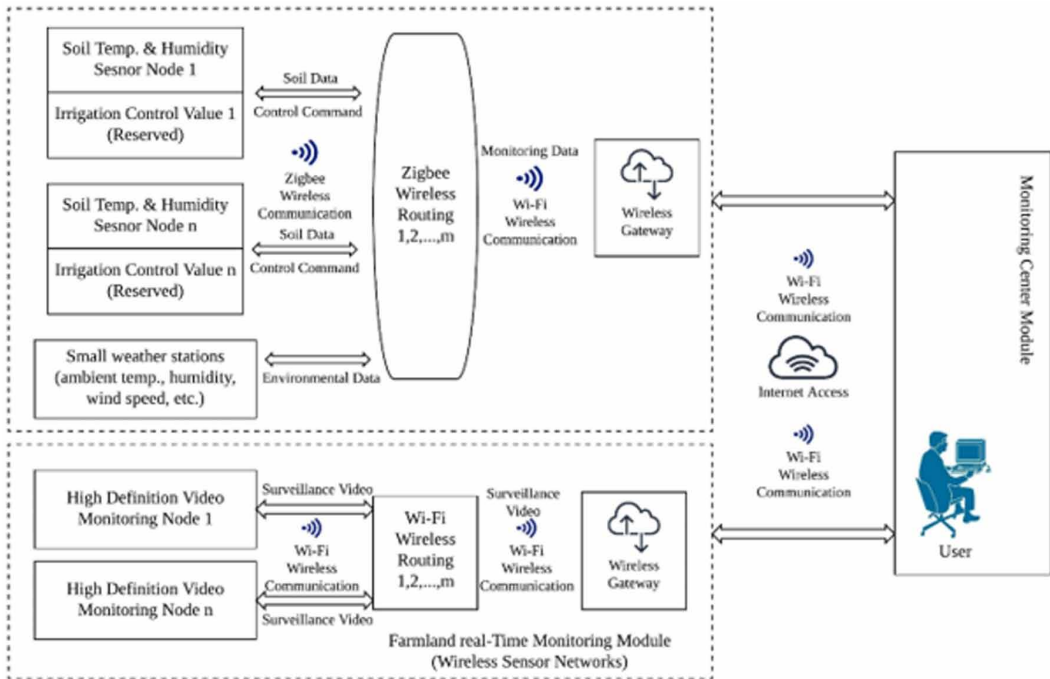 Soil Temp. & Humidity
Sesnor Node 1
Irrigation Control Value 1
(Reserved)
Soil Data
Control Command
Zigbee
Wireless
Communication
Soil Temp. & Humidity
Sesnor Node n
Irrigation Control Value n
(Reserved)
Soil Data
Control Command
Small weather stations
(ambient temp., humidity,
wind speed, etc.)
Environmental Data
Zigbee
Wireless
Routing
1,2,...,m
Monitoring Data
Wi-Fi
Wireless
Communication
Wireless
Gateway
High Definition Video
Monitoring Node 1
High Definition Video
Monitoring Node n
Surveillance Video
Wi-Fi
Wireless
Communication
Surveillance Video
Wi-Fi
Wireless
Routing
1,2,...,m
Surveillance
Video
Wi-Fi
Wireless
Communication
Wireless
Gateway
Farmland real-Time Monitoring Module
(Wireless Sensor Networks)
Wi-Fi
Wireless
Communication
Internet Access
Wi-Fi
Wireless
Communication
Monitoring Center Module
User